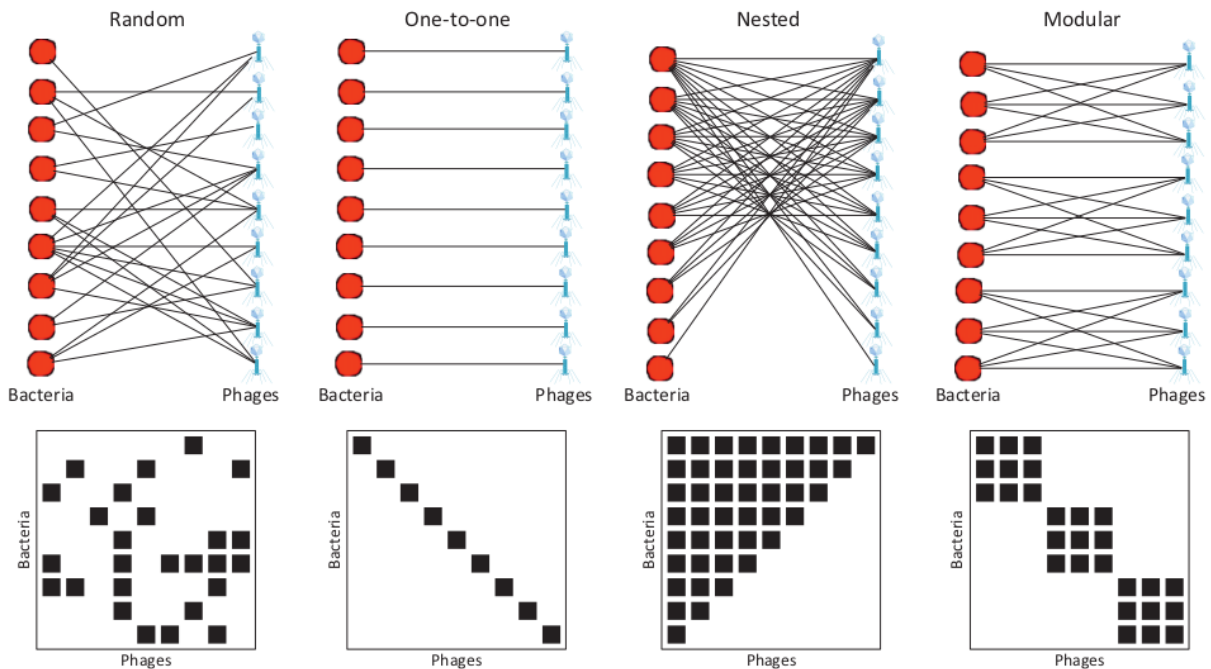 Random
One-to-one
Nested
Modular
Bacteria
Phages
Bacteria
Phages
Bacteria
Phages
Bacteria
Phages
Bacteria
Bacteria
Bacteria
Bacteria
Phages
Phages
Phages
Phages